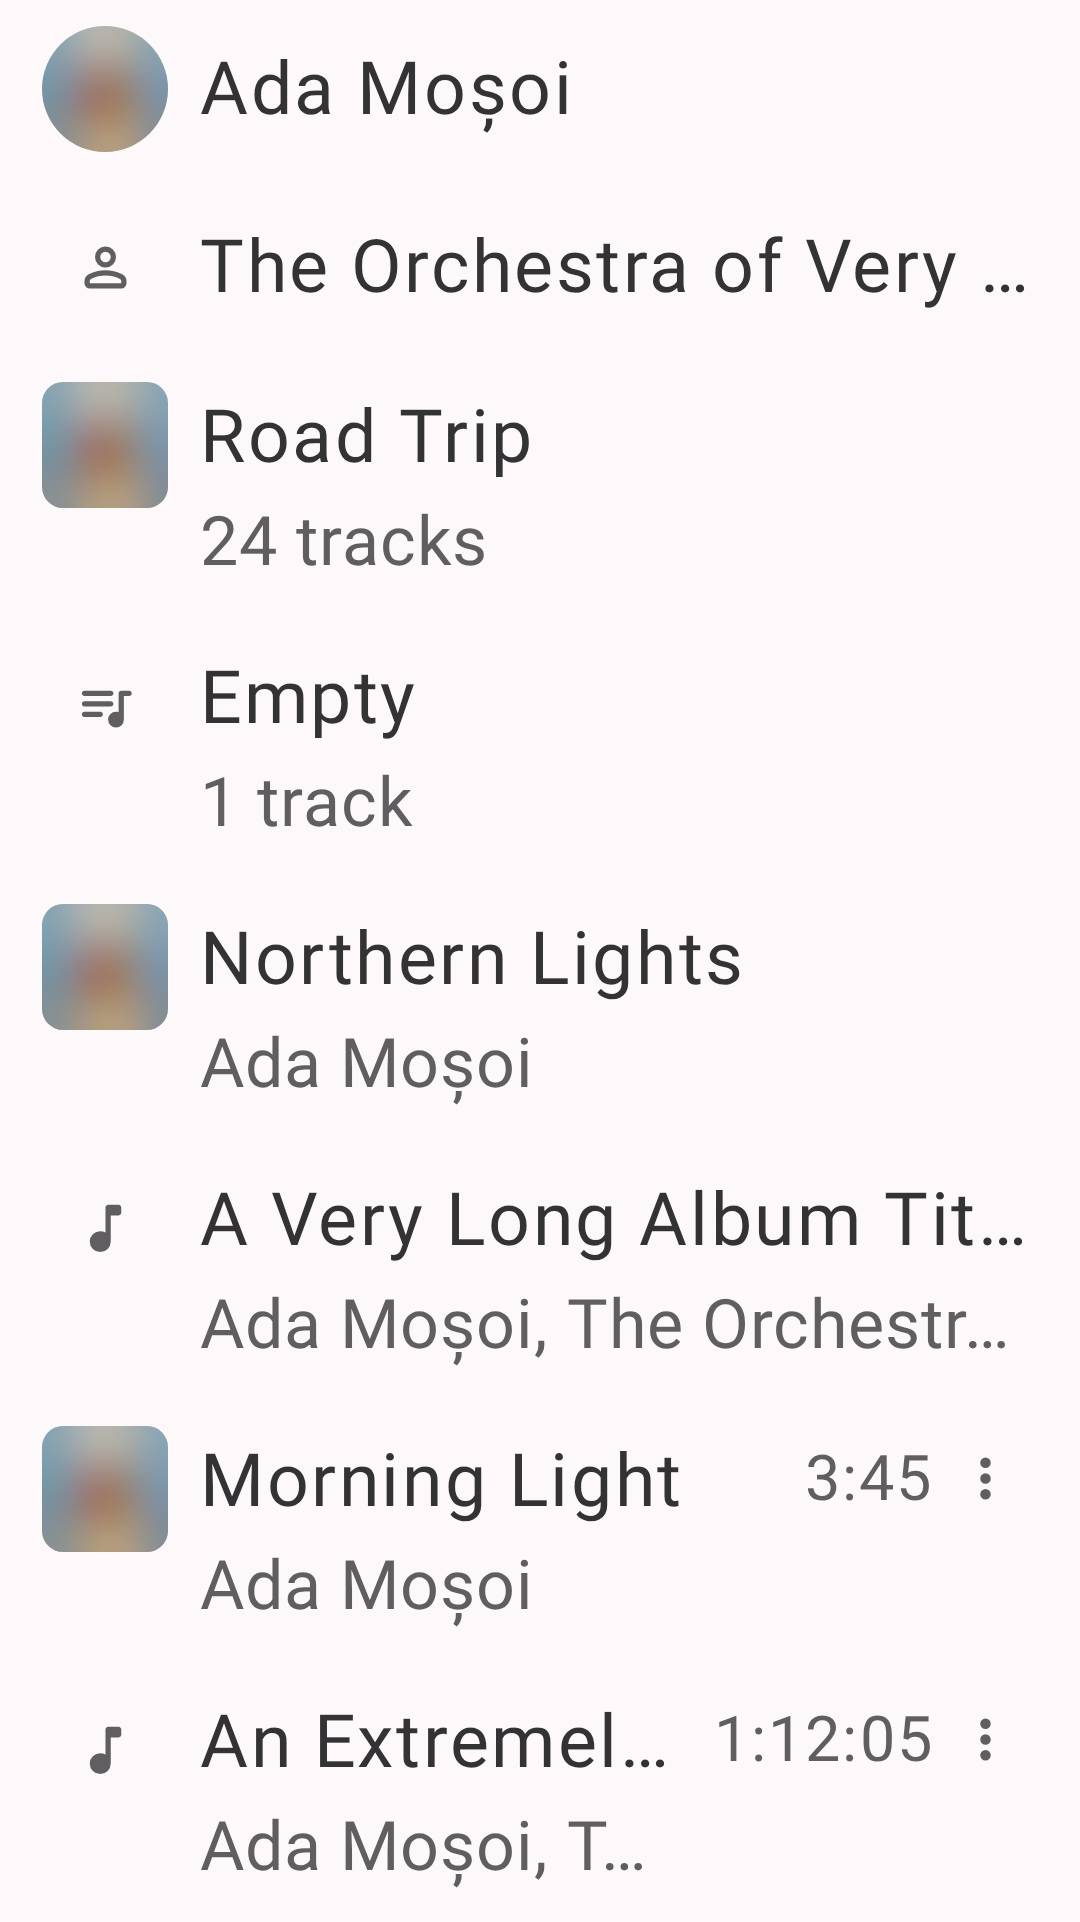 Ada Moșoi
The Orchestra of Very …
Road Trip
24 tracks
Empty
1 track
Northern Lights
Ada Moșoi
A Very Long Album Tit…
Ada Moșoi, The Orchestr…
Morning Light 3:45
Ada Moșoi
An Extremel… 1:12:05
Ada Moșoi, T…